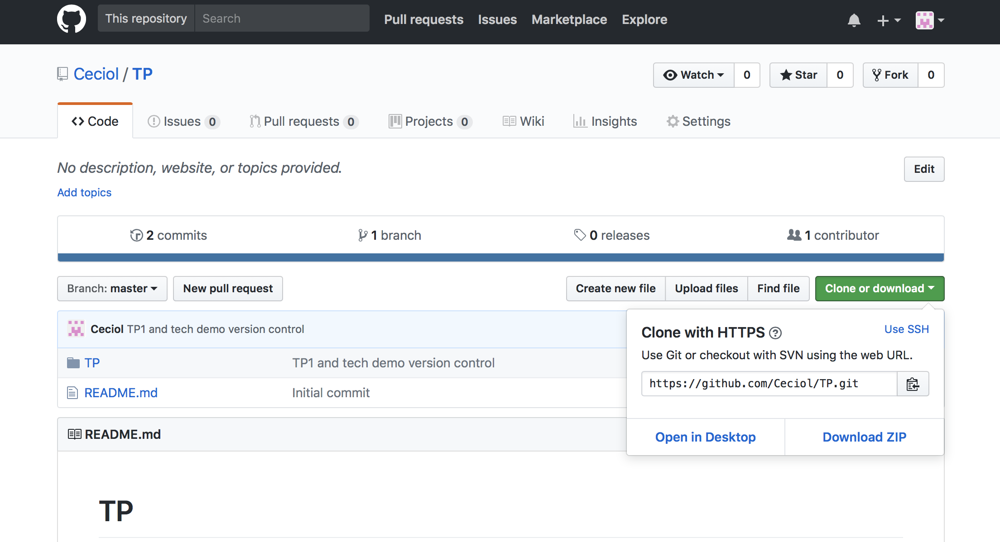 This repository Search Pull requests Issues Marketplace Explore
Ceciol / TP Watch 0 Star 0 Fork 0
Code Issues 0 Pull requests 0 Projects 0 Wiki Insights Settings
No description, website, or topics provided. Edit
Add topics
2 commits 1 branch 0 releases 1 contributor
Branch: master New pull request Create new file Upload files Find file Clone or download
Ceciol TP1 and tech demo version control
TP TP1 and tech demo version control
README.md Initial commit
Clone with HTTPS ? Use SSH
Use Git or checkout with SVN using the web URL.
https://github.com/Ceciol/TP.git
Open in Desktop Download ZIP
README.md
TP